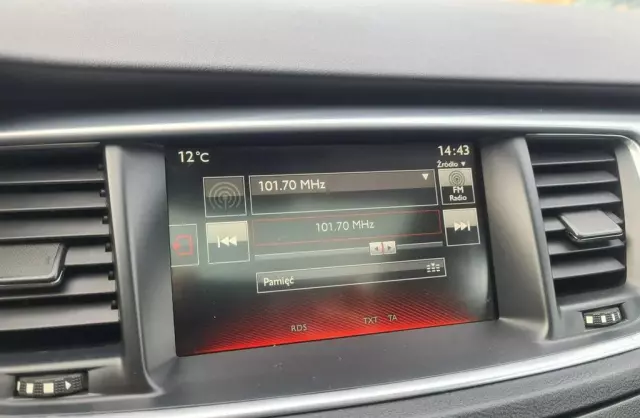 12°C
14:43
Źródło ▼
101.70 MHz ▼
FM
Radio
101.70 MHz
Pamięć
RDS TXT TA